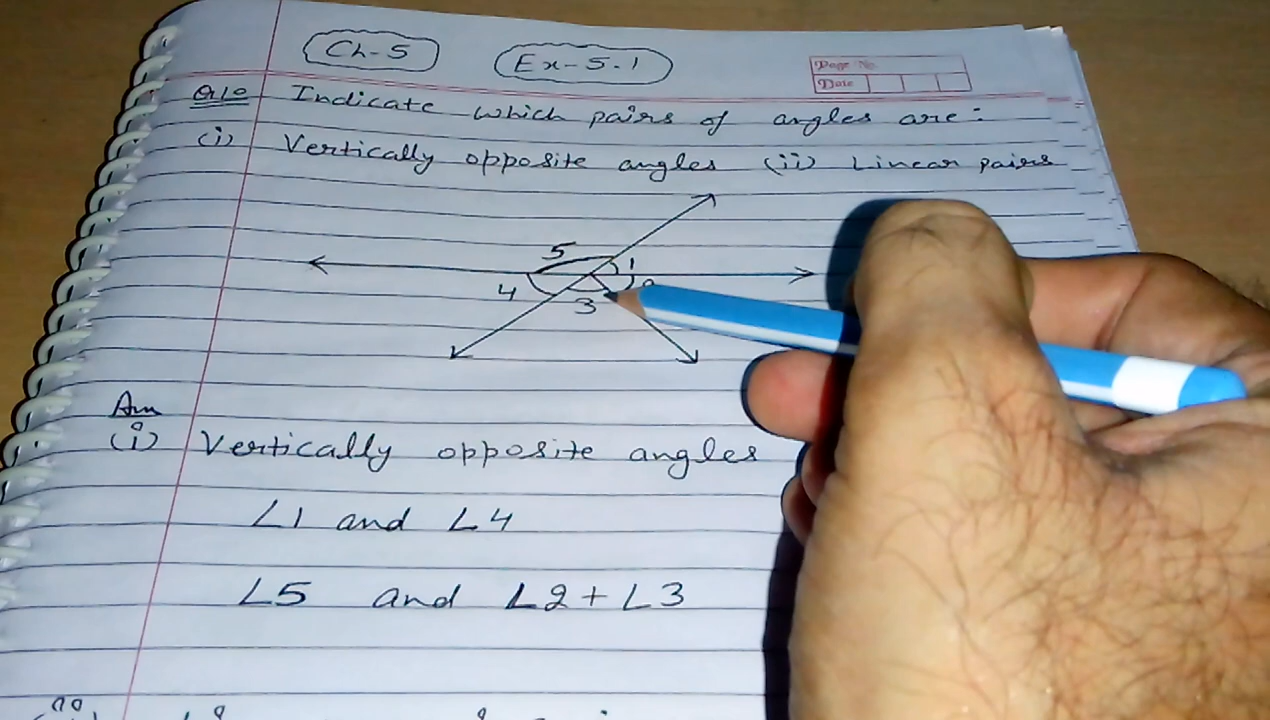 Ch-5 Ex-5.1
Page No.
Date
Q1. Indicate which pairs of angles are:
(i) Vertically opposite angles (ii) Linear pairs
5 1
4
3
Ans
(i) Vertically opposite angles
∠1 and ∠4
∠5 and ∠2+∠3